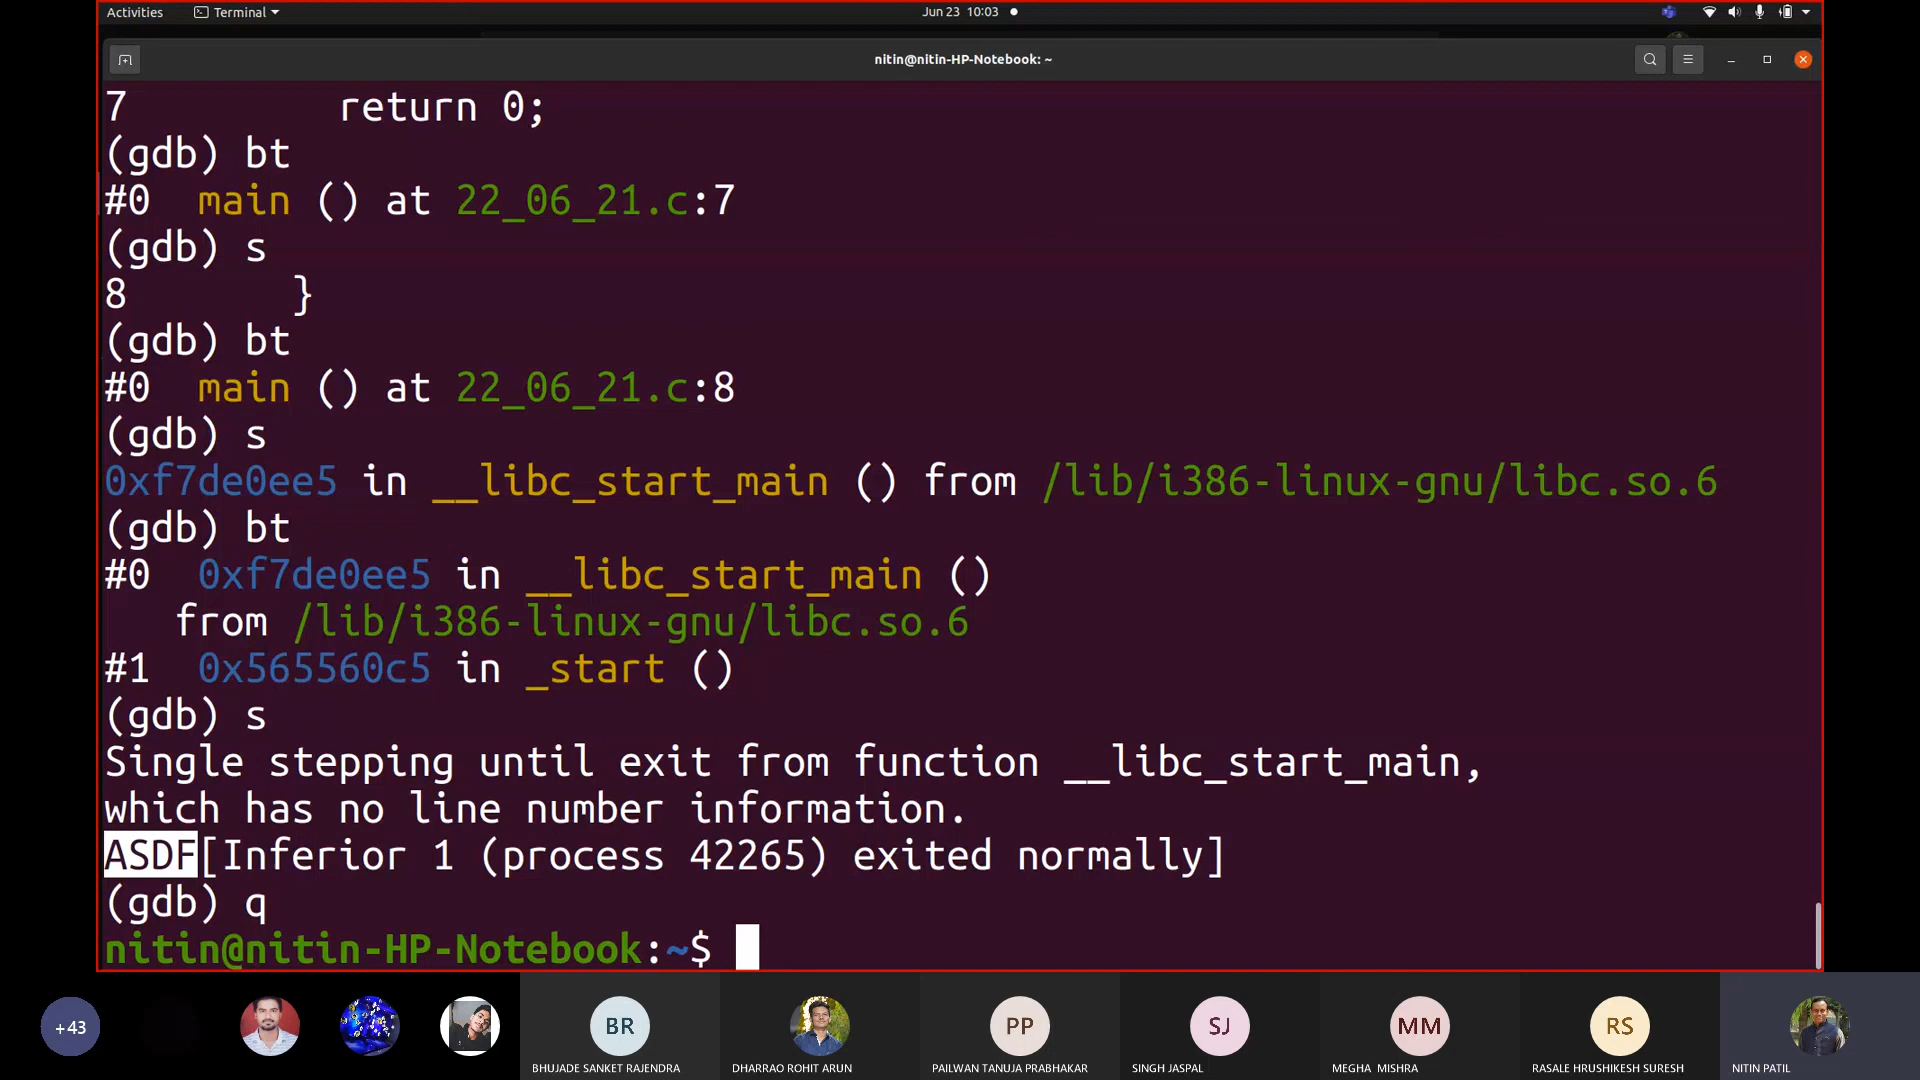 Activities Terminal Jun 23 10:03
nitin@nitin-HP-Notebook: ~
7 return 0;
(gdb) bt
#0 main () at 22_06_21.c:7
(gdb) s
8 }
(gdb) bt
#0 main () at 22_06_21.c:8
(gdb) s
0xf7de0ee5 in __libc_start_main () from /lib/i386-linux-gnu/libc.so.6
(gdb) bt
#0 0xf7de0ee5 in __libc_start_main ()
from /lib/i386-linux-gnu/libc.so.6
#1 0x565560c5 in _start ()
(gdb) s
Single stepping until exit from function __libc_start_main,
which has no line number information.
ASDF[Inferior 1 (process 42265) exited normally]
(gdb) q
nitin@nitin-HP-Notebook:~$
+43 BR PP SJ MM RS
BHUJADE SANKET RAJENDRA DHARRAO ROHIT ARUN PAILWAN TANUJA PRABHAKAR SINGH JASPAL MEGHA MISHRA RASALE HRUSHIKESH SURESH NITIN PATIL